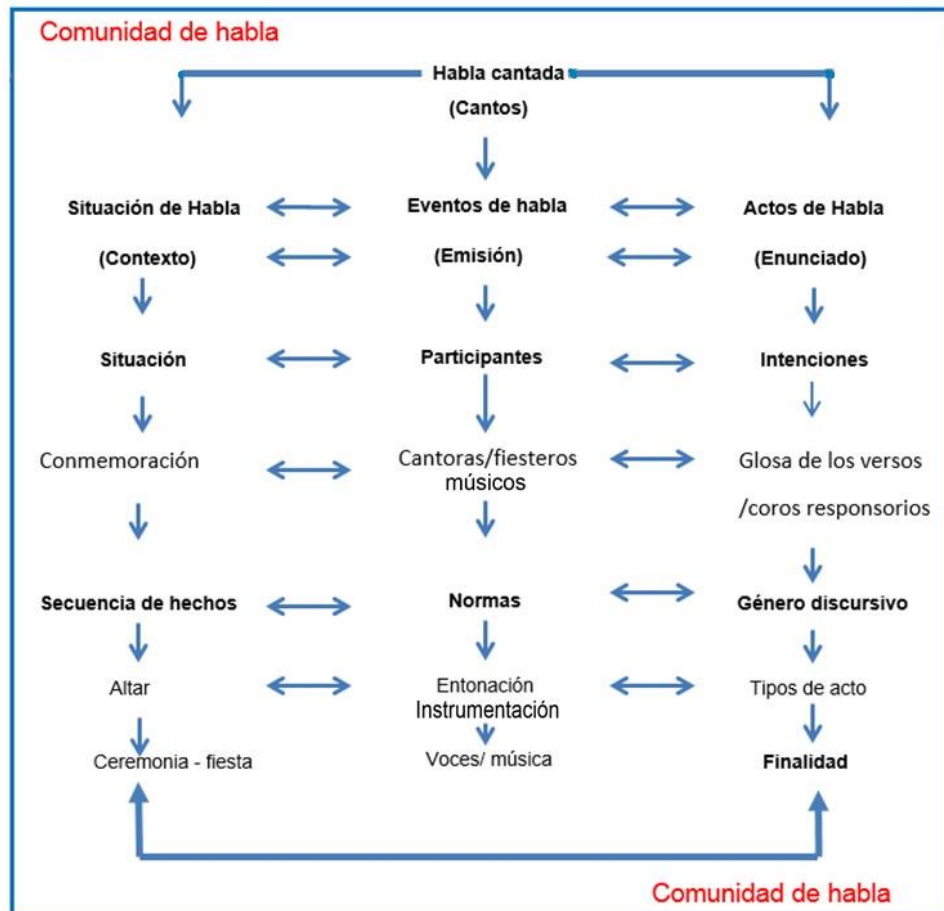 Comunidad de habla
Habla cantada
(Cantos)
Situación de Habla
Eventos de habla
Actos de Habla
(Contexto)
(Emisión)
(Enunciado)
Situación
Participantes
Intenciones
Conmemoración
Cantoras/fiesteros
músicos
Glosa de los versos
/coros responsorios
Secuencia de hechos
Normas
Género discursivo
Altar
Entonación
Instrumentación
Tipos de acto
Ceremonia - fiesta
Voces/ música
Finalidad
Comunidad de habla